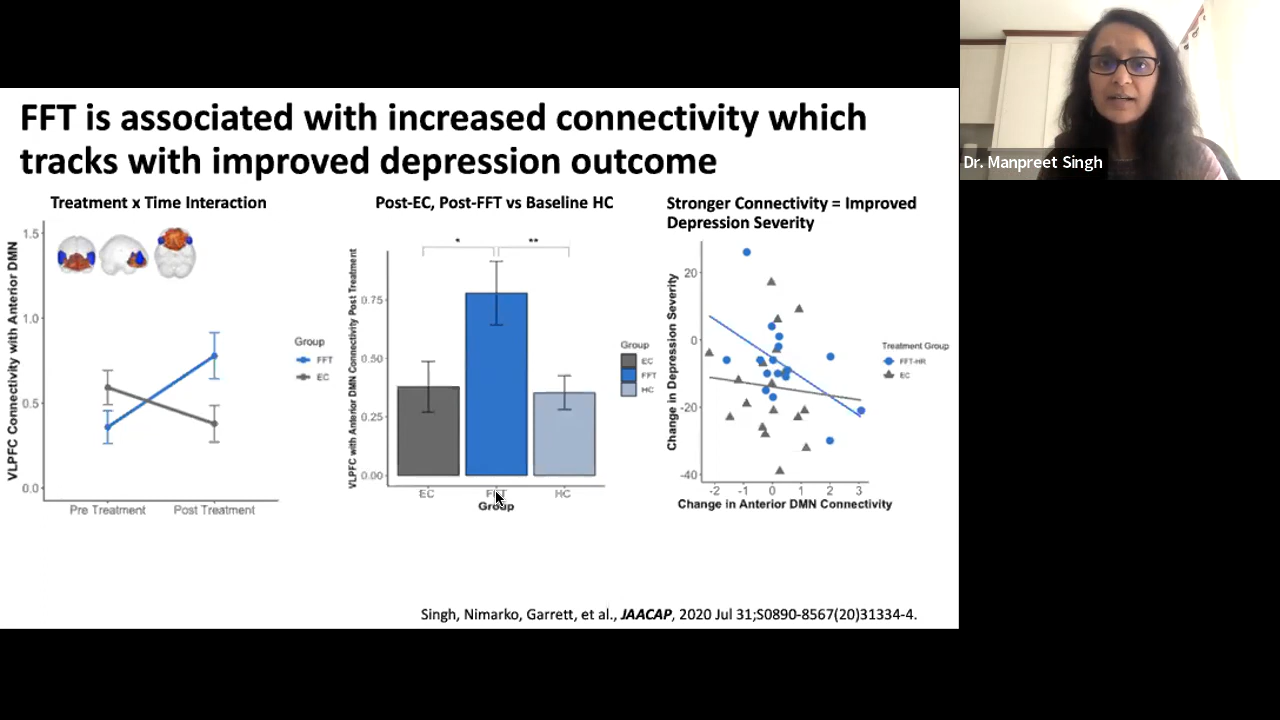 FFT is associated with increased connectivity which
tracks with improved depression outcome
Dr. Manpreet Singh
Treatment x Time Interaction
VLPFC Connectivity with Anterior DMN
1.5
1.0
0.5
0.0
Pre Treatment
Post Treatment
Group
FFT
EC
Post-EC, Post-FFT vs Baseline HC
VLPFC with Anterior DMN Connectivity Post Treatment
0.75
0.50
0.25
0.00
*
**
EC
FFT
HC
Group
Group
EC
FFT
HC
Stronger Connectivity = Improved
Depression Severity
Change in Depression Severity
20
0
-20
-40
-2 -1 0 1 2 3
Change in Anterior DMN Connectivity
Treatment Group
FFT-HR
EC
Singh, Nimarko, Garrett, et al., JAACAP, 2020 Jul 31;S0890-8567(20)31334-4.